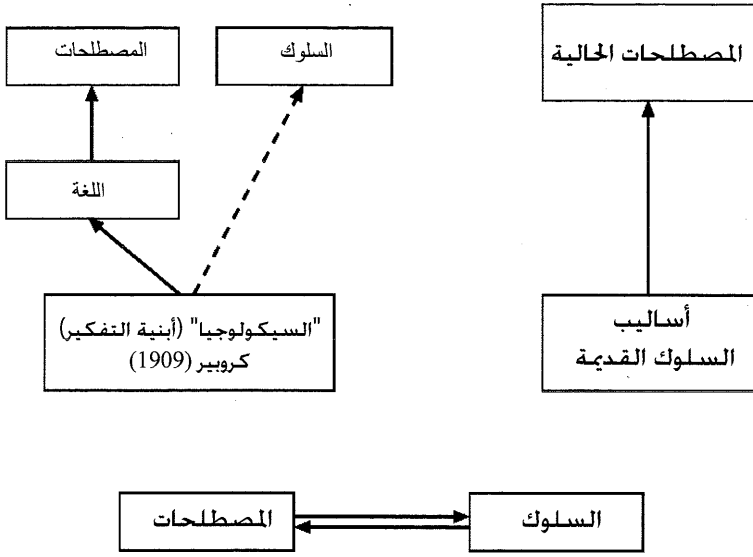 المصطلحات الحالية
السلوك
المصطلحات
اللغة
أساليب
السلوك القديمة
"السيكولوجيا" (أبنية التفكير)
كروبير (1909)
السلوك
المصطلحات